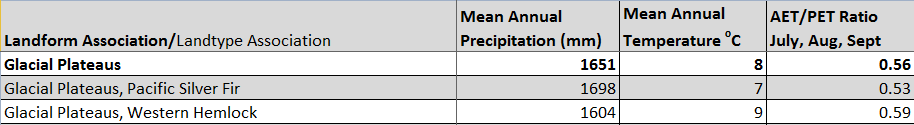 Landform Association/Landtype Association
Mean Annual Precipitation (mm)
Mean Annual Temperature °C
AET/PET Ratio July, Aug, Sept
Glacial Plateaus 1651 8 0.56
Glacial Plateaus, Pacific Silver Fir 1698 7 0.53
Glacial Plateaus, Western Hemlock 1604 9 0.59